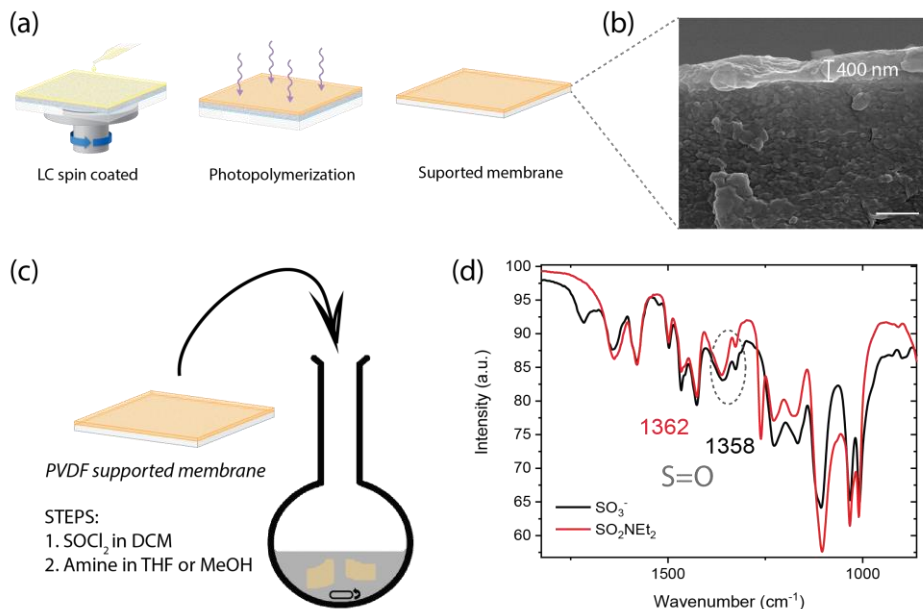 (a)
LC spin coated
Photopolymerization
Suported membrane
(b)
400 nm
(c)
PVDF supported membrane
STEPS:
1. SOCl₂ in DCM
2. Amine in THF or MeOH
(d)
Intensity (a.u.)
100
95
90
85
80
75
70
65
60
1362
1358
S=O
SO₃⁻
SO₂NEt₂
1500
1000
Wavenumber (cm⁻¹)